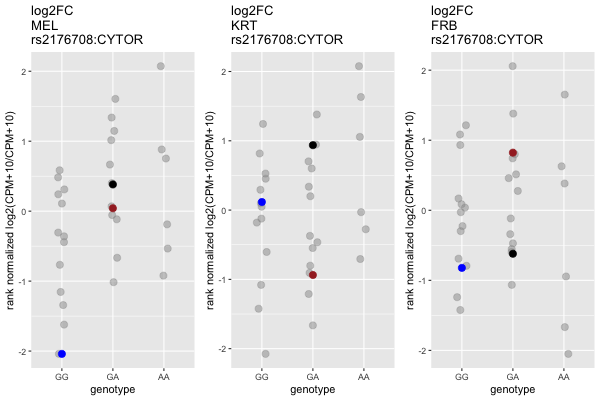 log2FC
MEL
rs2176708:CYTOR
rank normalized log2(CPM+10/CPM+10)
2
1
0
-1
-2
GG
GA
AA
genotype
log2FC
KRT
rs2176708:CYTOR
rank normalized log2(CPM+10/CPM+10)
2
1
0
-1
-2
GG
GA
AA
genotype
log2FC
FRB
rs2176708:CYTOR
rank normalized log2(CPM+10/CPM+10)
2
1
0
-1
-2
GG
GA
AA
genotype